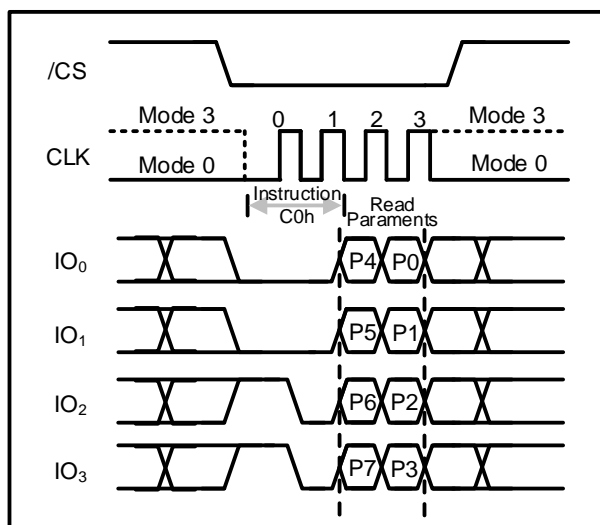 /CS
Mode 3 0 1 2 3 Mode 3
CLK
Mode 0 Mode 0
Instruction Read
C0h Paraments
IO0 P4 P0
IO1 P5 P1
IO2 P6 P2
IO3 P7 P3